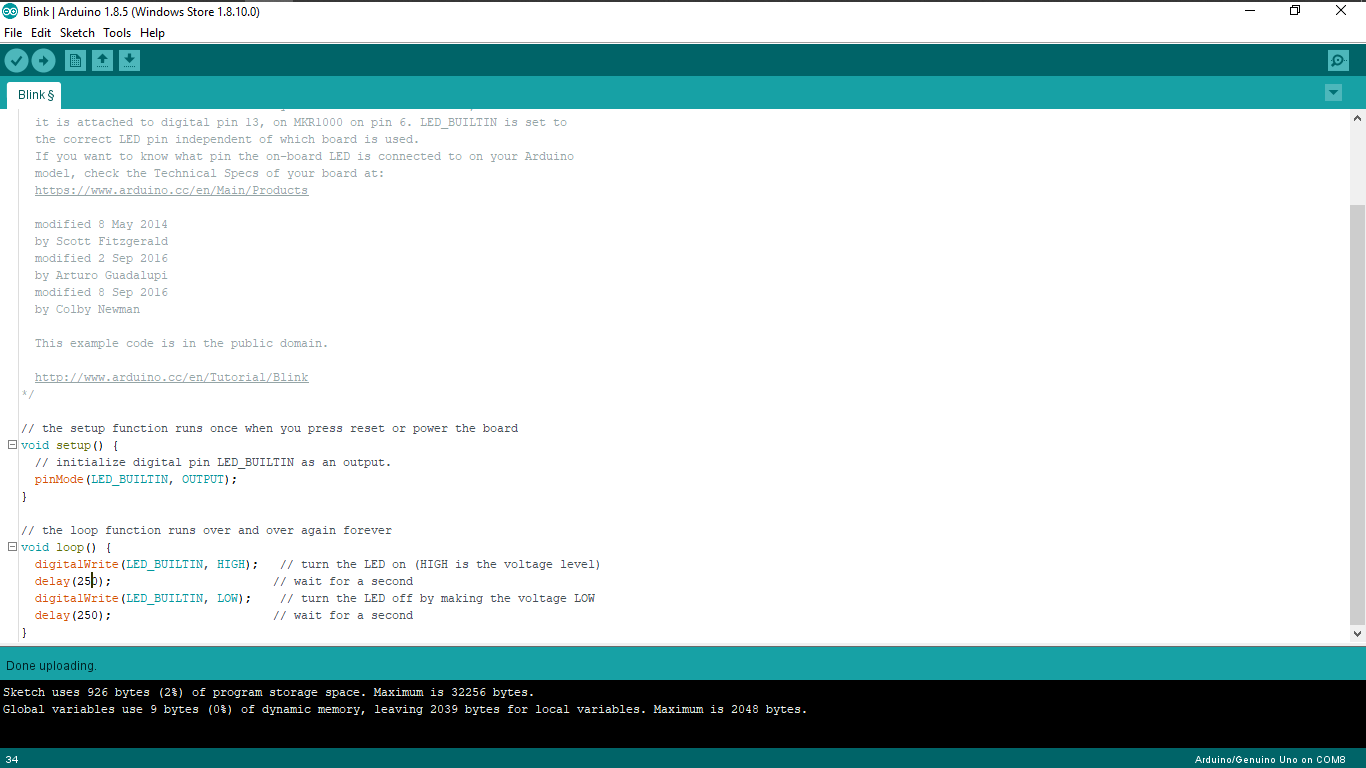 Blink | Arduino 1.8.5 (Windows Store 1.8.10.0)
File Edit Sketch Tools Help
Blink §
it is attached to digital pin 13, on MKR1000 on pin 6. LED_BUILTIN is set to
the correct LED pin independent of which board is used.
If you want to know what pin the on-board LED is connected to on your Arduino
model, check the Technical Specs of your board at:
https://www.arduino.cc/en/Main/Products
modified 8 May 2014
by Scott Fitzgerald
modified 2 Sep 2016
by Arturo Guadalupi
modified 8 Sep 2016
by Colby Newman
This example code is in the public domain.
http://www.arduino.cc/en/Tutorial/Blink
*/
// the setup function runs once when you press reset or power the board
void setup() {
// initialize digital pin LED_BUILTIN as an output.
pinMode(LED_BUILTIN, OUTPUT);
}
// the loop function runs over and over again forever
void loop() {
digitalWrite(LED_BUILTIN, HIGH); // turn the LED on (HIGH is the voltage level)
delay(250); // wait for a second
digitalWrite(LED_BUILTIN, LOW); // turn the LED off by making the voltage LOW
delay(250); // wait for a second
}
Done uploading.
Sketch uses 926 bytes (2%) of program storage space. Maximum is 32256 bytes.
Global variables use 9 bytes (0%) of dynamic memory, leaving 2039 bytes for local variables. Maximum is 2048 bytes.
34 Arduino/Genuino Uno on COM8